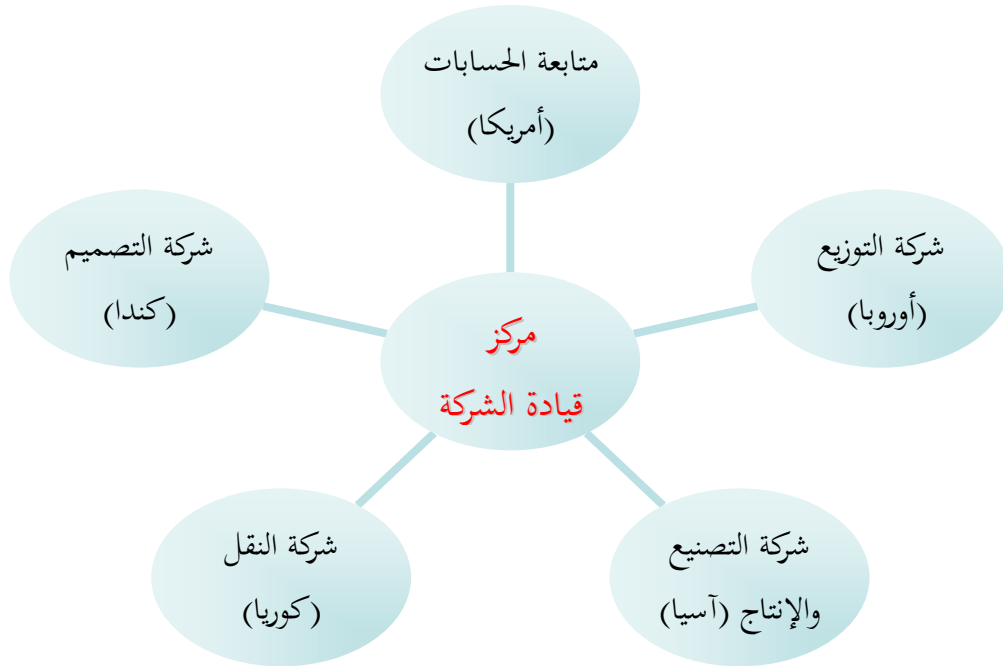 متابعة الحسابات
(أمريكا)
شركة التوزيع
(أوروبا)
شركة التصميم
(كندا)
مركز
قيادة الشركة
شركة التصنيع
والإنتاج (آسيا)
شركة النقل
(كوريا)